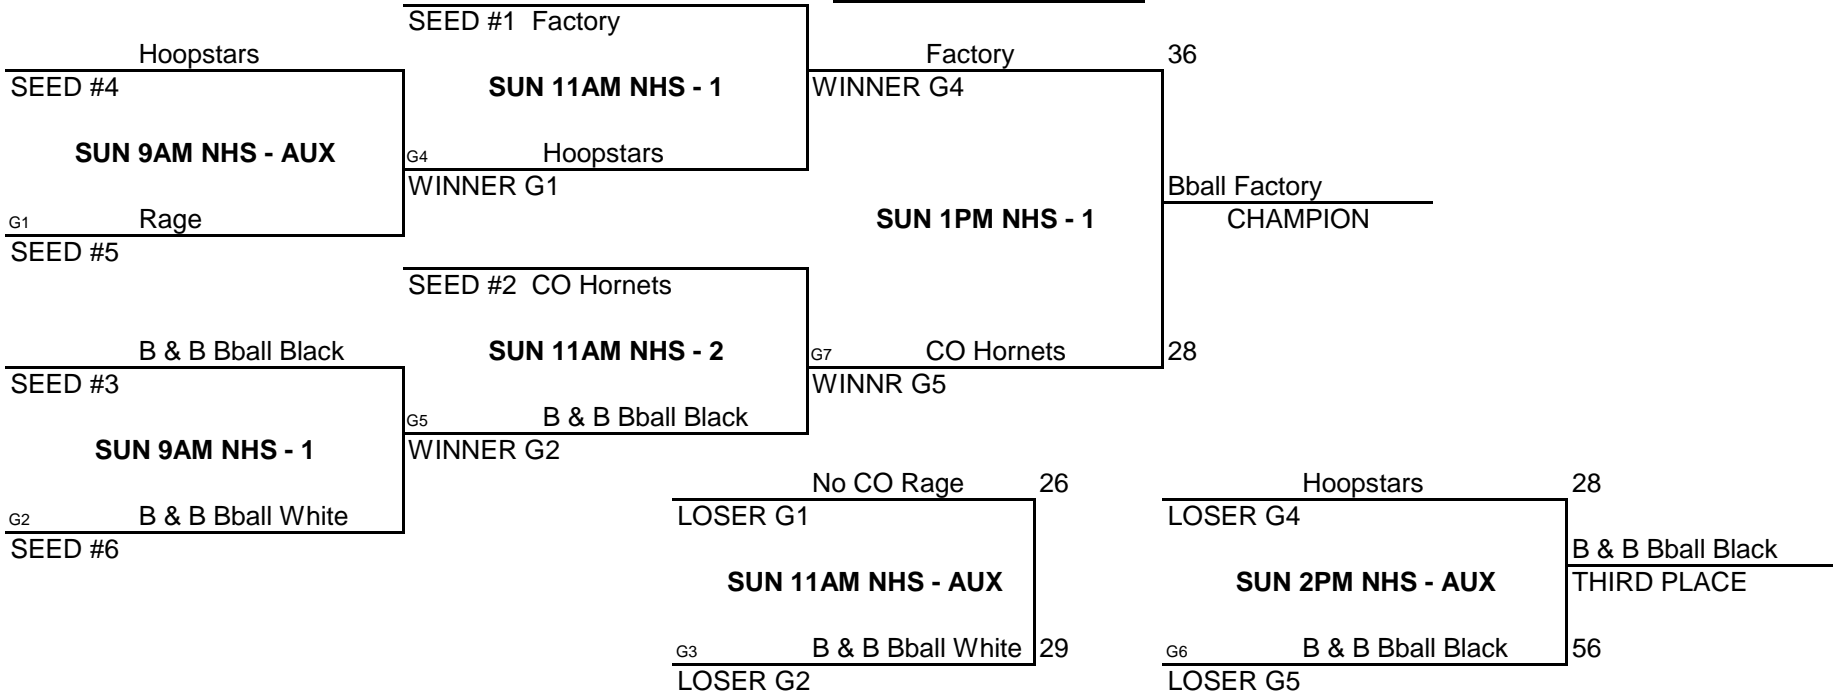 SEED #1 Factory
Hoopstars
Factory
36
SEED #4
SUN 11AM NHS - 1
WINNER G4
SUN 9AM NHS - AUX
G4 Hoopstars
WINNER G1
Bball Factory
G1 Rage
SUN 1PM NHS - 1
CHAMPION
SEED #5
SEED #2 CO Hornets
B & B Bball Black
SUN 11AM NHS - 2
G7 CO Hornets
28
SEED #3
WINNR G5
G5 B & B Bball Black
SUN 9AM NHS - 1
WINNER G2
No CO Rage 26
Hoopstars 28
G2 B & B Bball White
LOSER G1
LOSER G4
SEED #6
B & B Bball Black
SUN 11AM NHS - AUX
SUN 2PM NHS - AUX
THIRD PLACE
G3 B & B Bball White 29
G6 B & B Bball Black 56
LOSER G2
LOSER G5